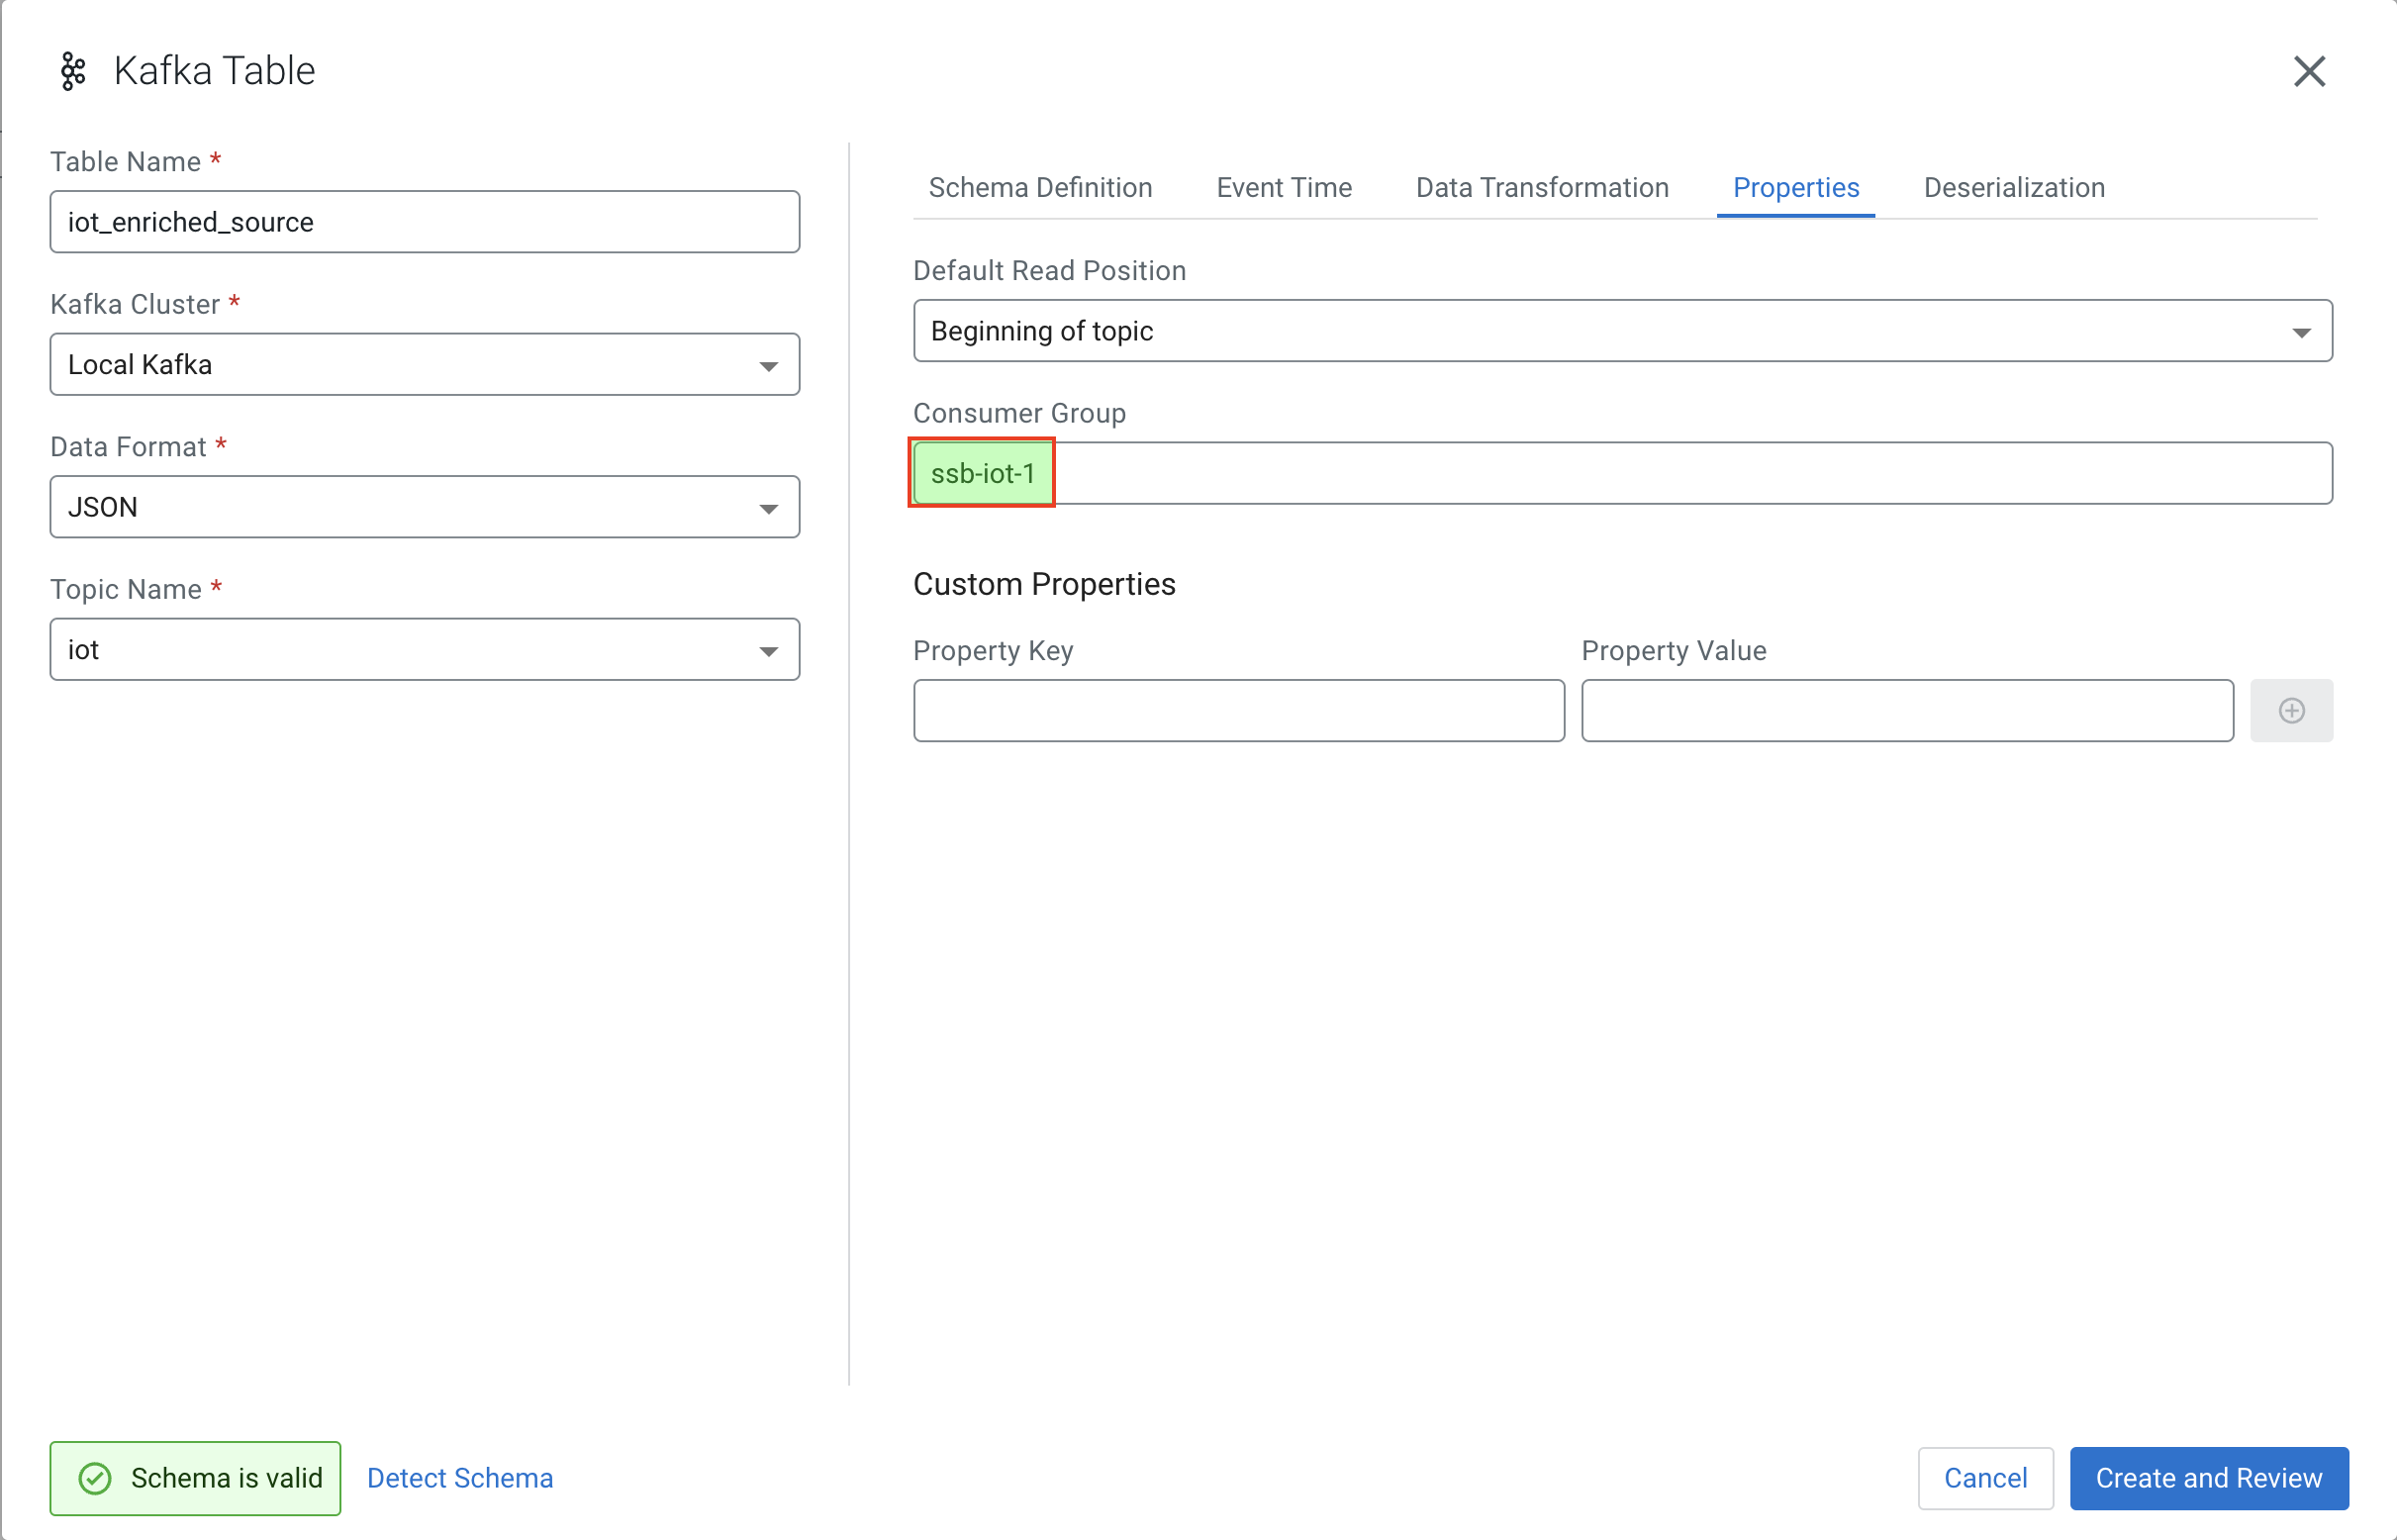 Kafka Table
Table Name *
iot_enriched_source
Kafka Cluster *
Local Kafka
Data Format *
JSON
Topic Name *
iot
Schema Definition Event Time Data Transformation Properties Deserialization
Default Read Position
Beginning of topic
Consumer Group
ssb-iot-1
Custom Properties
Property Key Property Value
Schema is valid Detect Schema Cancel Create and Review